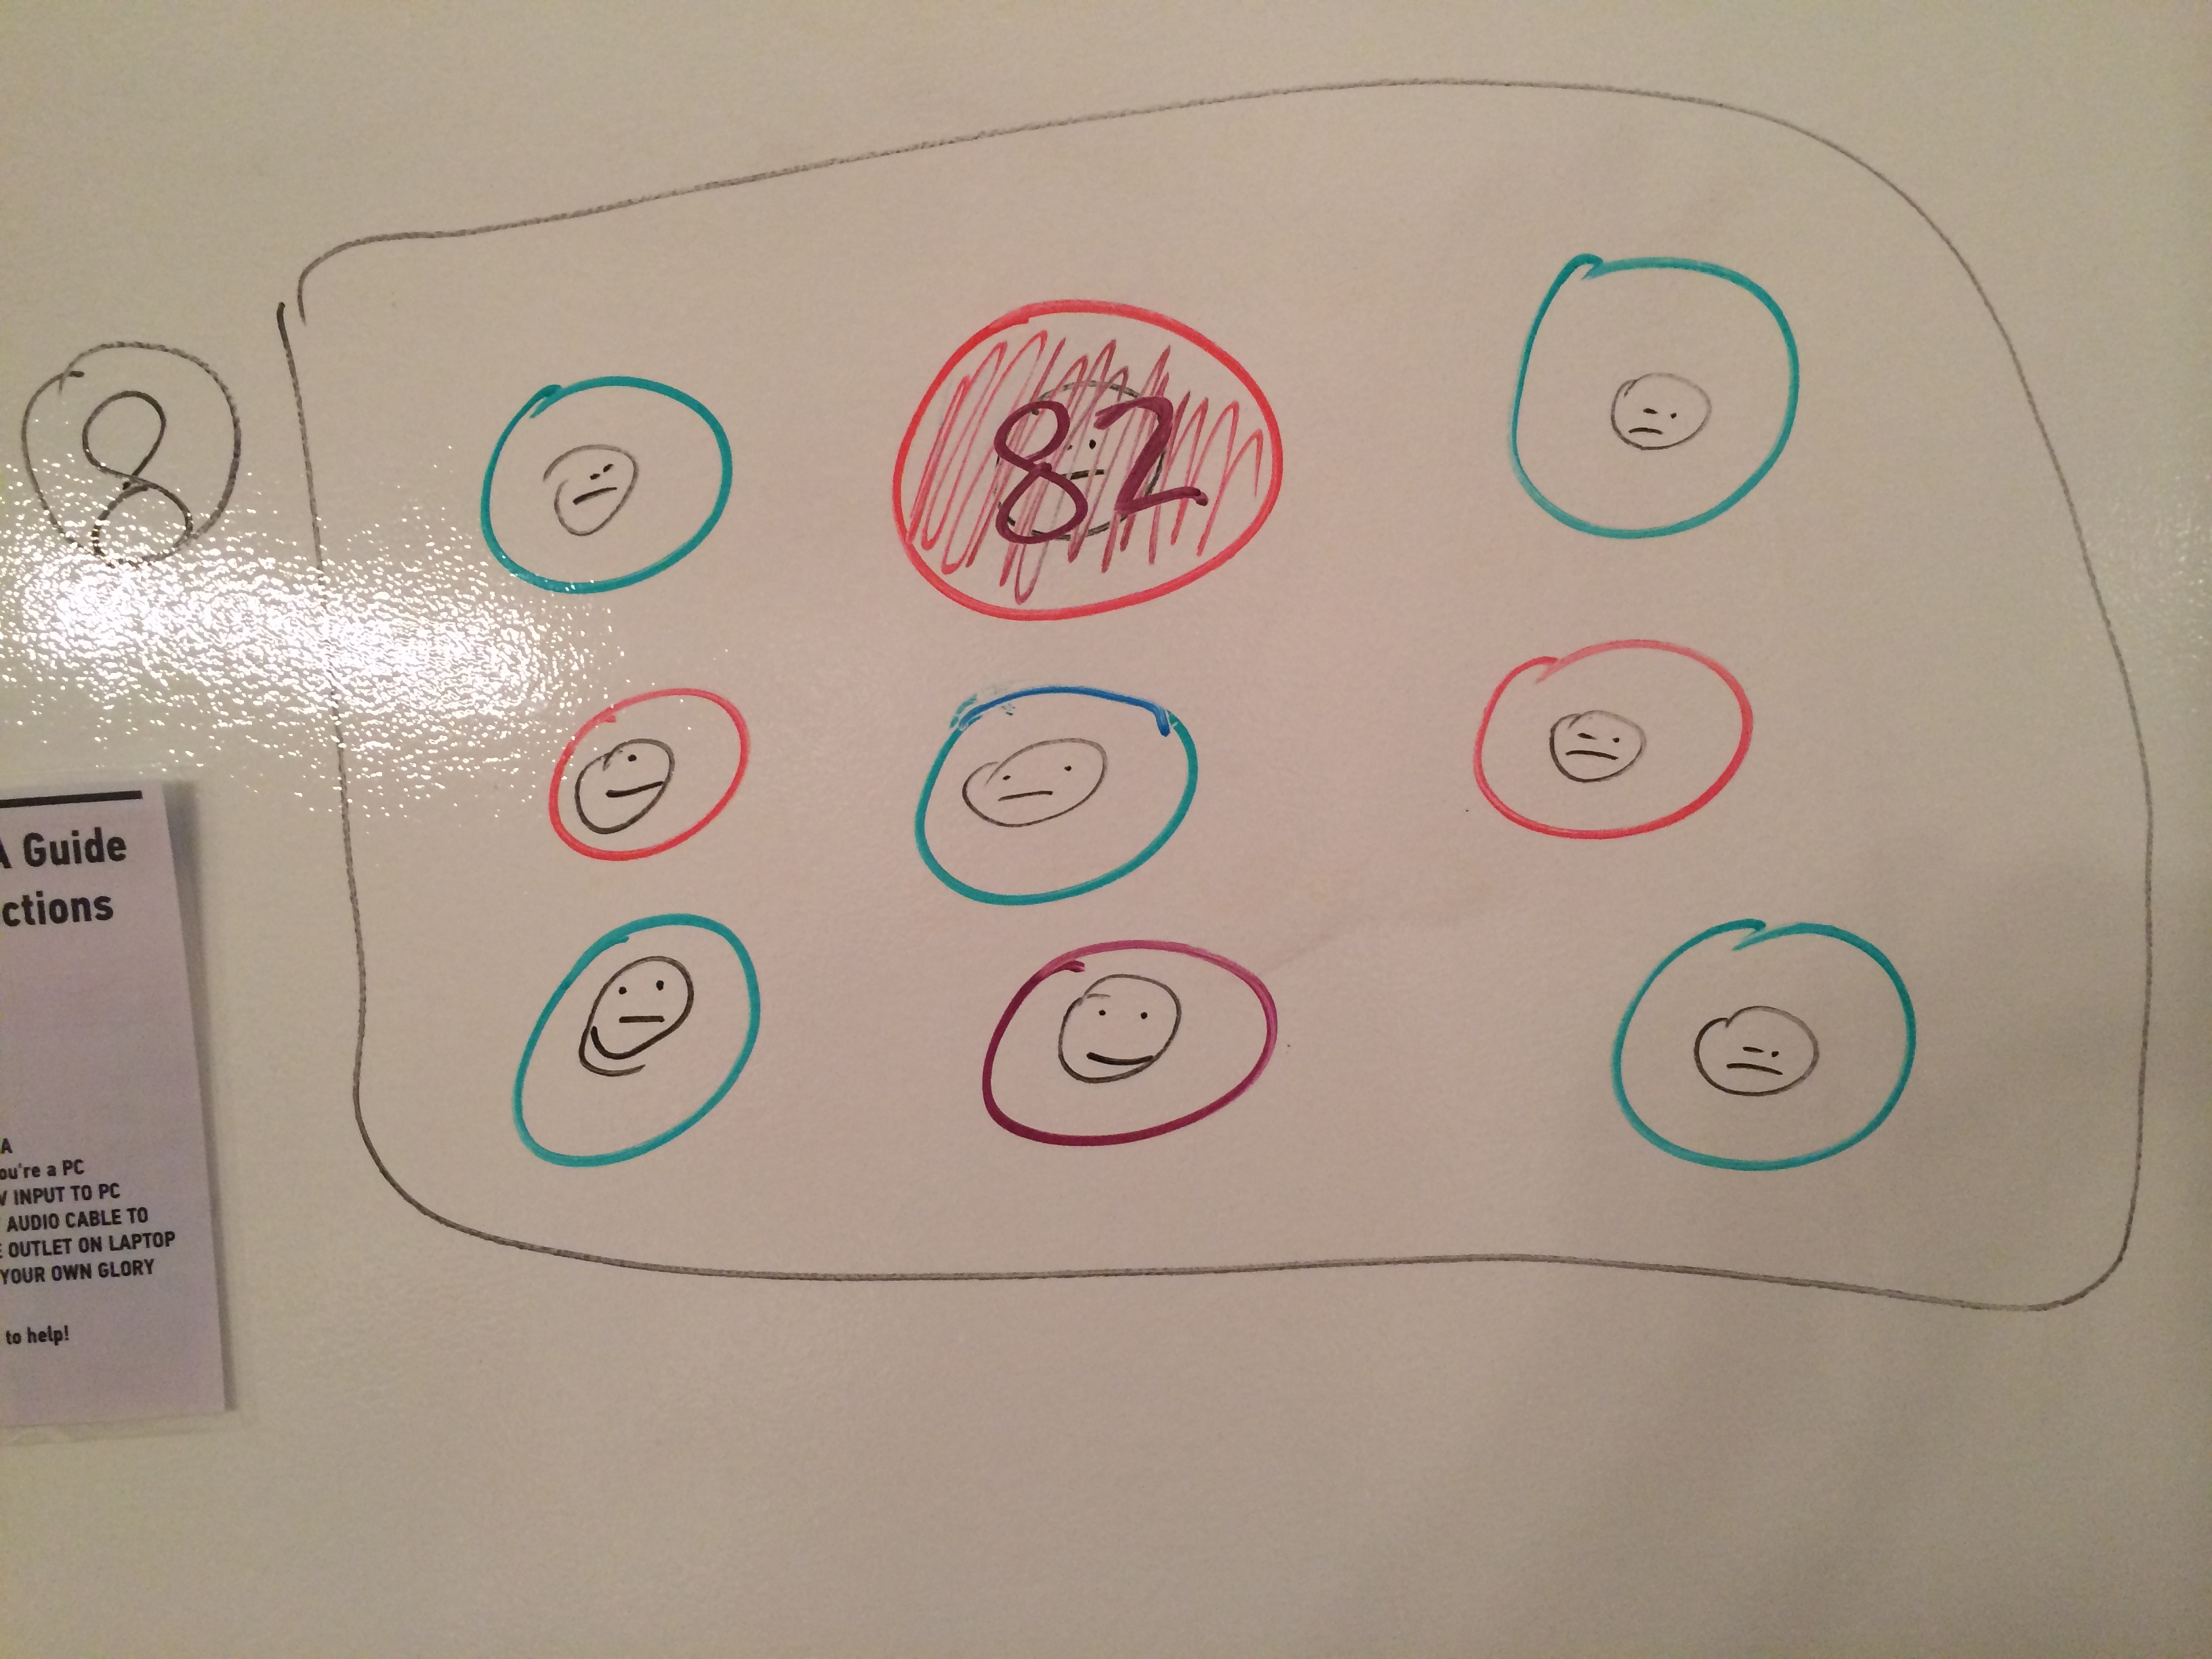 8
82
A Guide
ctions
A
ou're a PC
V INPUT TO PC
AUDIO CABLE TO
E OUTLET ON LAPTOP
YOUR OWN GLORY
to help!